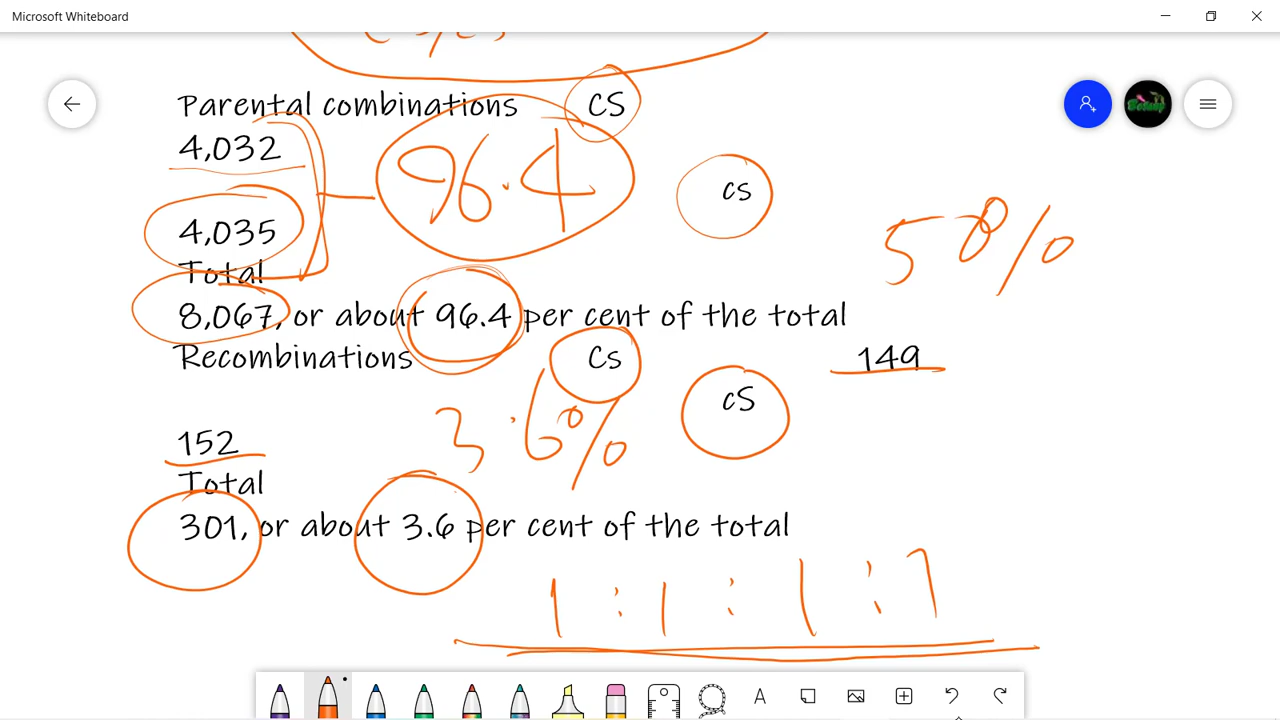 Microsoft Whiteboard
Parental combinations CS
4,032
96.4
cs
4,035
50%
Total
8,067, or about 96.4 per cent of the total
Recombinations Cs 149
cS
3.6%
152
Total
301, or about 3.6 per cent of the total
1 : 1 : 1 : 1
A